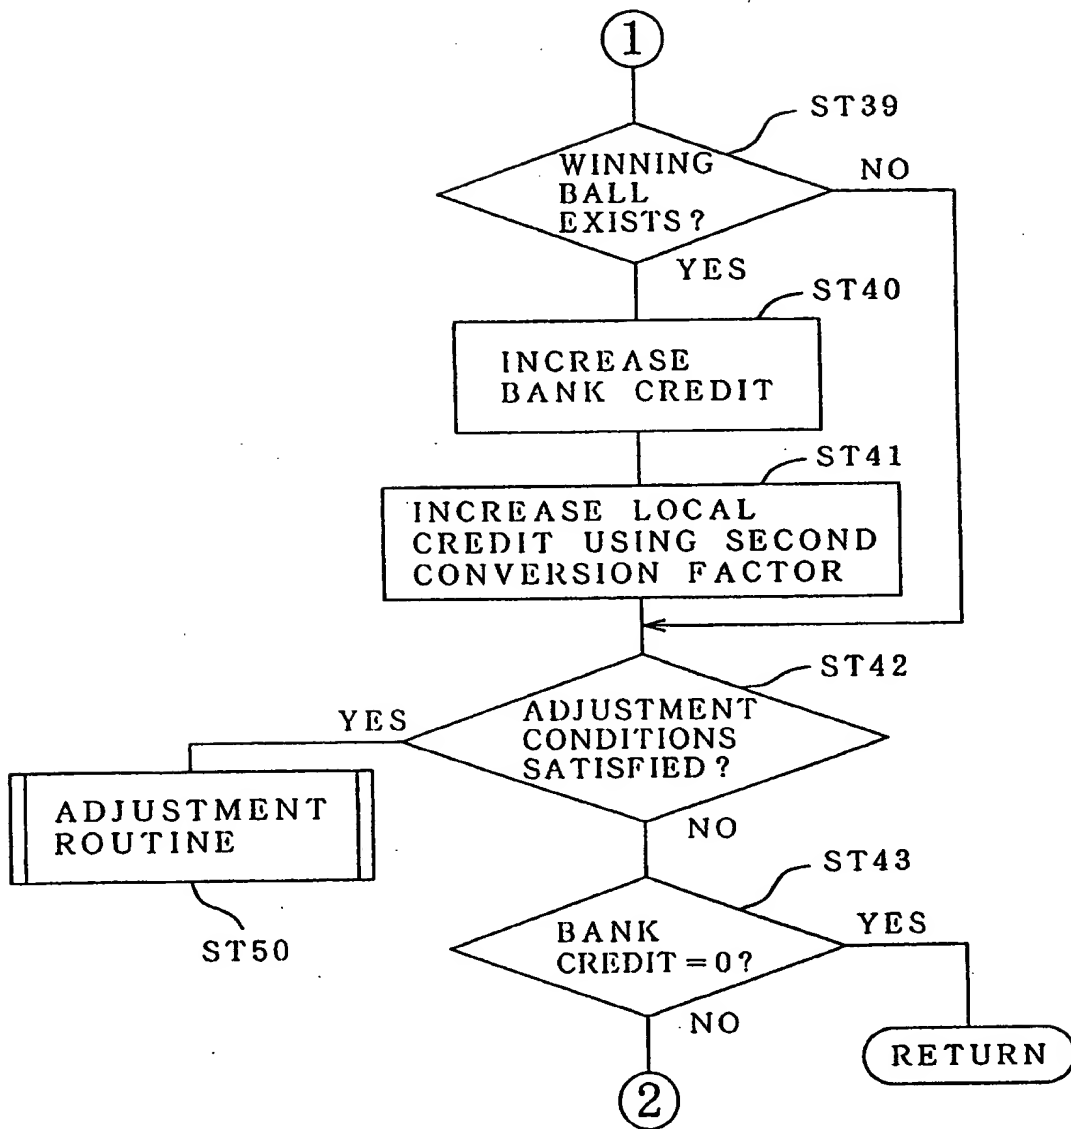 1
ST39
WINNING
BALL
EXISTS?
NO
YES
ST40
INCREASE
BANK CREDIT
ST41
INCREASE LOCAL
CREDIT USING SECOND
CONVERSION FACTOR
ST42
YES
ADJUSTMENT
CONDITIONS
SATISFIED?
ADJUSTMENT
ROUTINE
NO
ST43
ST50
BANK
CREDIT=0?
YES
NO
RETURN
2